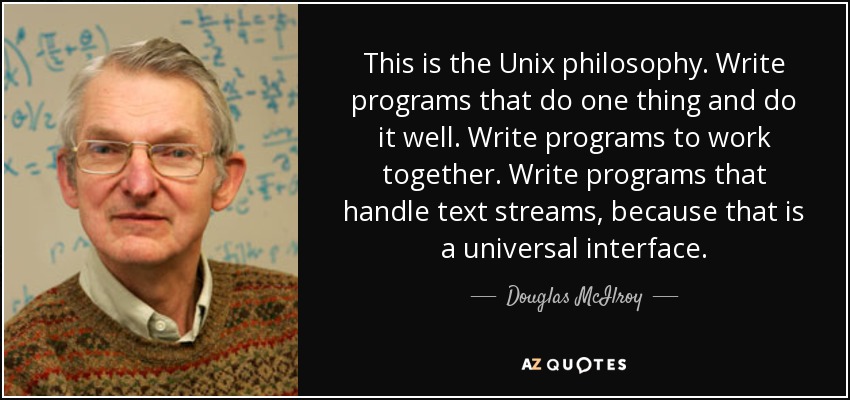 This is the Unix philosophy. Write
programs that do one thing and do
it well. Write programs to work
together. Write programs that
handle text streams, because that is
a universal interface.
Douglas McIlroy
AZ QUOTES